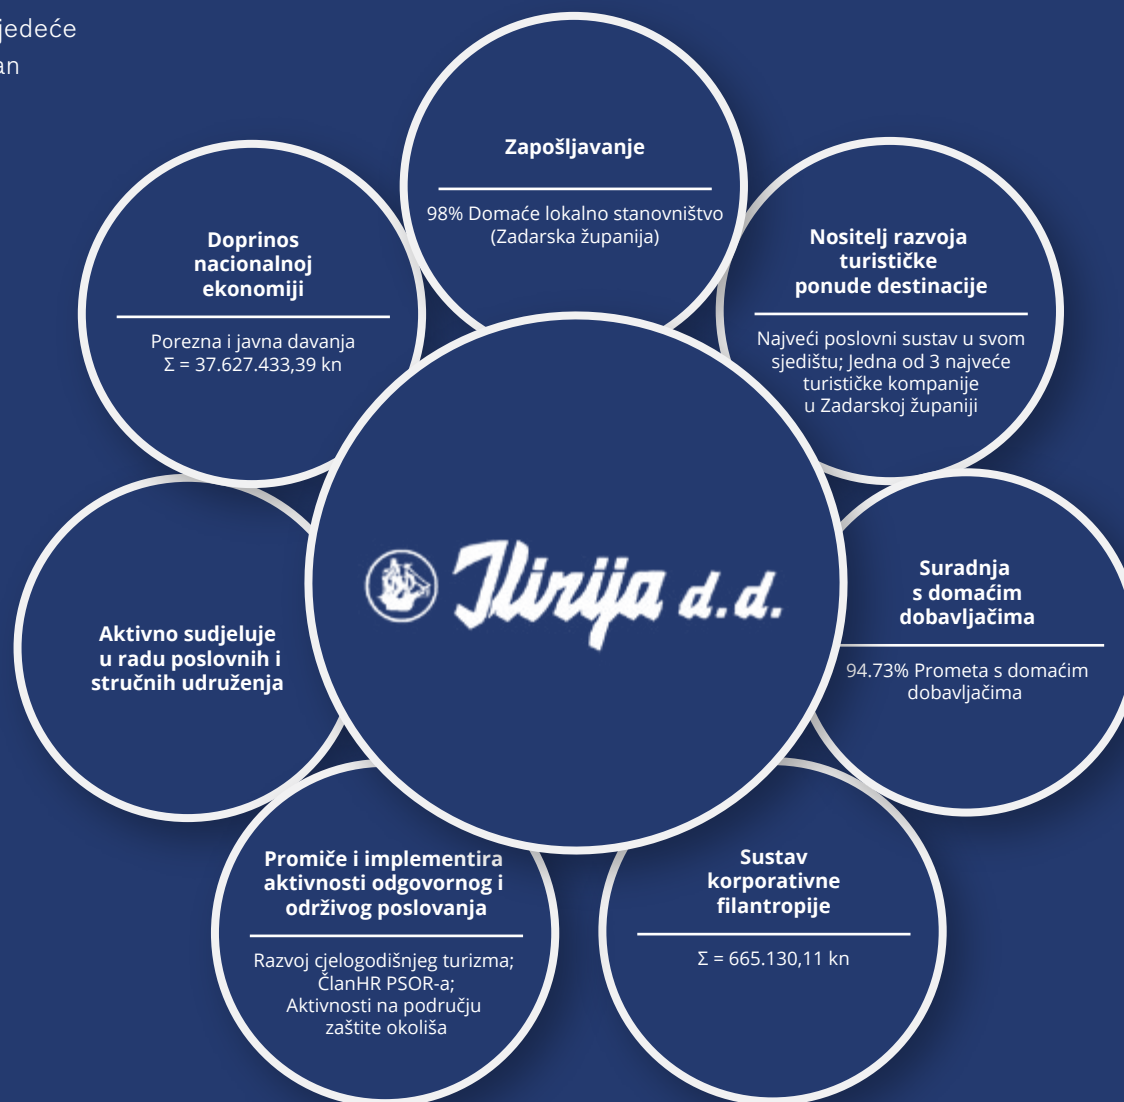 jedeće
an
Zapošljavanje
98% Domaće lokalno stanovništvo
(Zadarska županija)
Doprinos
nacionalnoj
ekonomiji
Porezna i javna davanja
Σ = 37.627.433,39 kn
Nositelj razvoja
turističke
ponude destinacije
Najveći poslovni sustav u svom
sjedištu; Jedna od 3 najveće
turističke kompanije
u Zadarskoj županiji
Ilirija d.d.
Suradnja
s domaćim
dobavljačima
94.73% Prometa s domaćim
dobavljačima
Aktivno sudjeluje
u radu poslovnih i
stručnih udruženja
Promiče i implementira
aktivnosti odgovornog i
održivog poslovanja
Razvoj cjelogodišnjeg turizma;
ČlanHR PSOR-a;
Aktivnosti na području
zaštite okoliša
Sustav
korporativne
filantropije
Σ = 665.130,11 kn